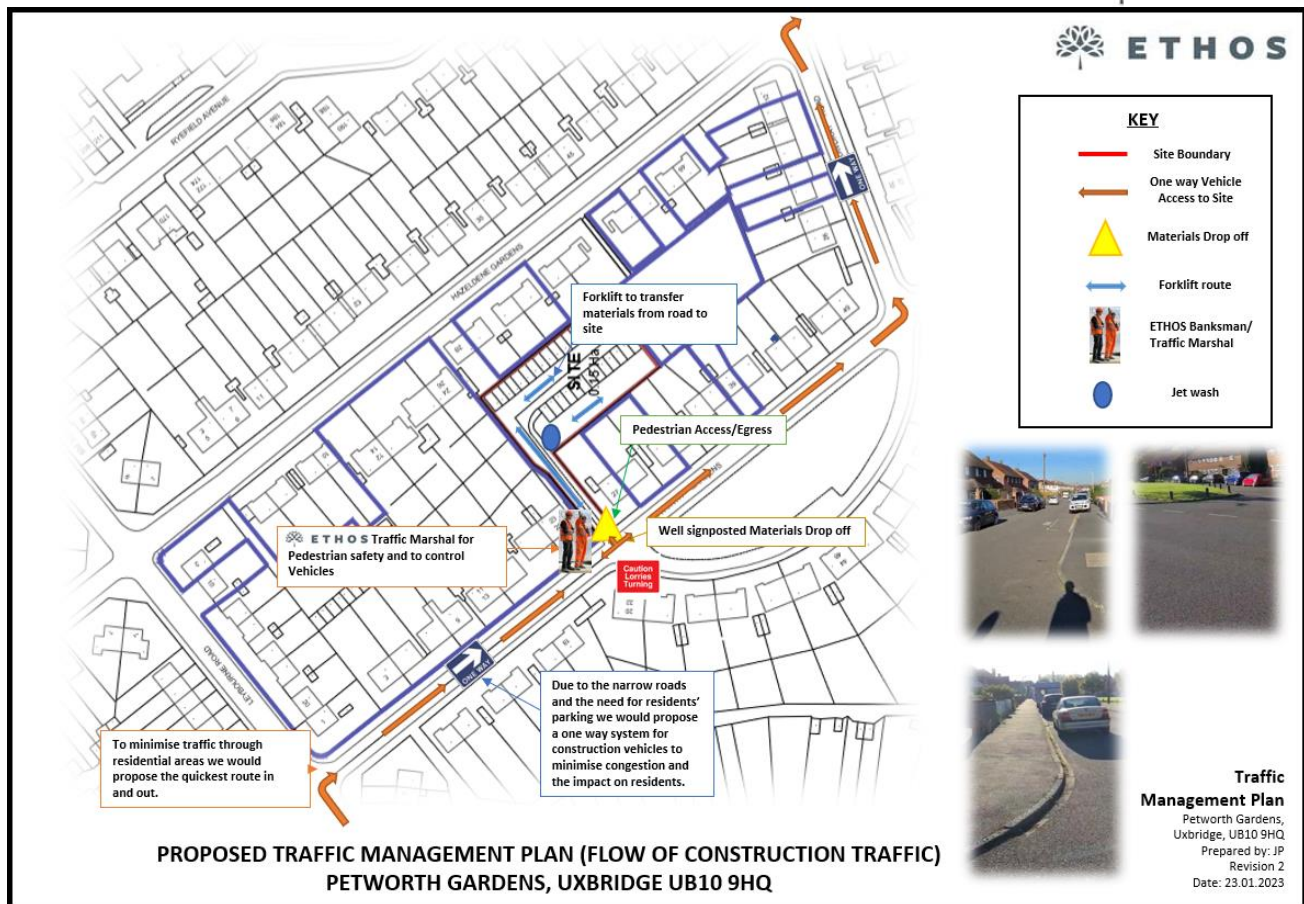 ETHOS
KEY
Site Boundary
One way Vehicle
Access to Site
Materials Drop off
Forklift route
ETHOS Banksman/
Traffic Marshal
Jet wash
RYEFIELD AVENUE
HAZELDENE GARDENS
ONE WAY
Forklift to transfer
materials from road to
site
SITE
0.15 Ha
Pedestrian Access/Egress
ETHOS Traffic Marshal for
Pedestrian safety and to control
Vehicles
Well signposted Materials Drop off
Caution
Lorries
Turning
LEYBOURNE ROAD
ONE WAY
Due to the narrow roads
and the need for residents'
parking we would propose
a one way system for
construction vehicles to
minimise congestion and
the impact on residents.
To minimise traffic through
residential areas we would
propose the quickest route in
and out.
PROPOSED TRAFFIC MANAGEMENT PLAN (FLOW OF CONSTRUCTION TRAFFIC)
PETWORTH GARDENS, UXBRIDGE UB10 9HQ
Traffic
Management Plan
Petworth Gardens,
Uxbridge, UB10 9HQ
Prepared by: JP
Revision 2
Date: 23.01.2023